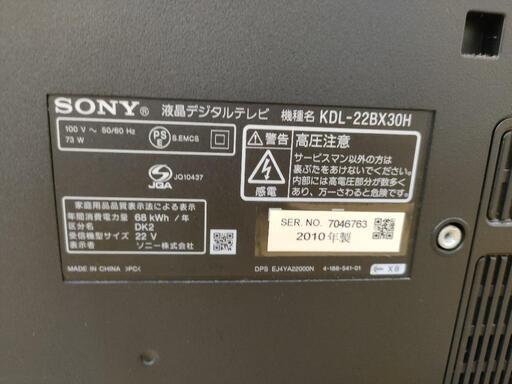 SONY® 液晶デジタルテレビ 機種名 KDL-22BX30H
100 V ～ 50/60 Hz
73 W
PS E
B.EMCS
JQA
JQ10437
家庭用品品質表示法による表示
年間消費電力量 68 kWh／年
区分名 DK2
受信機型サイズ 22 V
ソニー株式会社
MADE IN CHINA
警告
感電
高圧注意
サービスマン以外の方は
裏ぶたをあけないでください。
内部には高電圧部分が数多く
あり、万一さわると危険です。
SER. NO. 7046763
2010年製
DPS EJ4YA22000N 4-188-541-01 X8